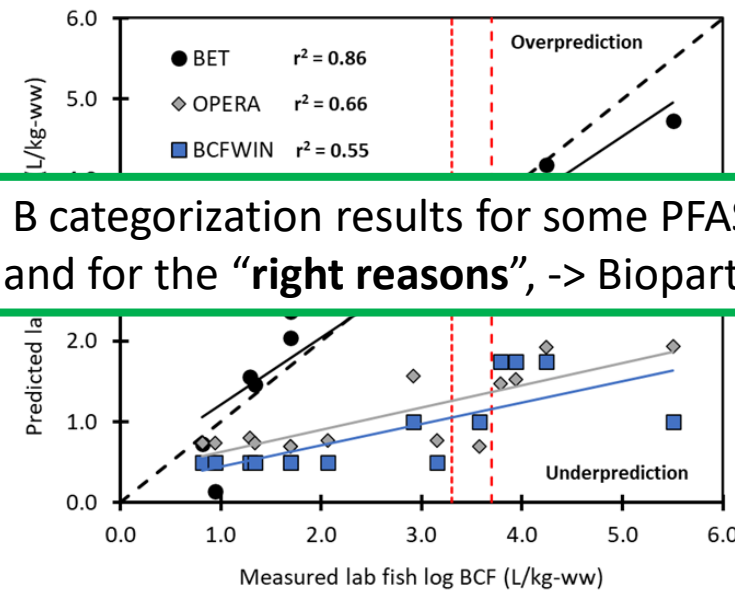 6.0
Overprediction
BET r² = 0.86
5.0
OPERA r² = 0.66
BCFWIN r² = 0.55
(L/kg-ww)
B categorization results for some
and for the “right reasons”, ->
2.0
Predicted
1.0
Underprediction
0.0
0.0 1.0 2.0 3.0 4.0 5.0 6.0
Measured lab fish log BCF (L/kg-ww)